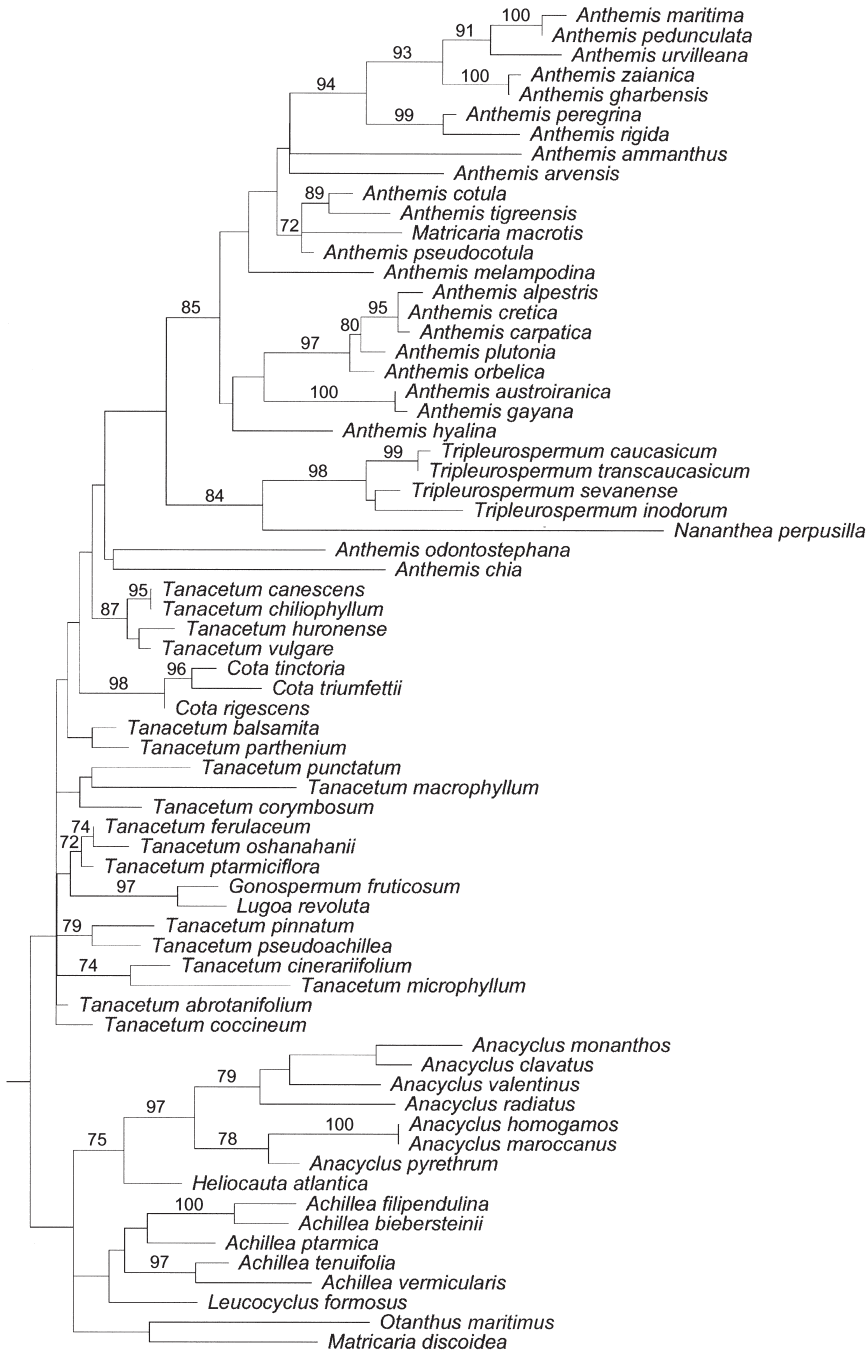 100 Anthemis maritima
Anthemis pedunculata
91
Anthemis urvilleana
93
100 Anthemis zaianica
Anthemis gharbensis
94
99 Anthemis peregrina
Anthemis rigida
Anthemis ammanthus
Anthemis arvensis
89 Anthemis cotula
Anthemis tigreensis
72 Matricaria macrotis
Anthemis pseudocotula
Anthemis melampodina
85
95 Anthemis alpestris
Anthemis cretica
80 Anthemis carpatica
97 Anthemis plutonia
Anthemis orbelica
100 Anthemis austroiranica
Anthemis gayana
Anthemis hyalina
99 Tripleurospermum caucasicum
98 Tripleurospermum transcaucasicum
Tripleurospermum sevanense
84 Tripleurospermum inodorum
Nananthea perpusilla
Anthemis odontostephana
Anthemis chia
95 Tanacetum canescens
87 Tanacetum chiliophyllum
Tanacetum huronense
Tanacetum vulgare
96 Cota tinctoria
98 Cota triumfettii
Cota rigescens
Tanacetum balsamita
Tanacetum parthenium
Tanacetum punctatum
Tanacetum macrophyllum
Tanacetum corymbosum
74 Tanacetum ferulaceum
72 Tanacetum oshanahanii
Tanacetum ptarmiciflora
97 Gonospermum fruticosum
Lugoa revoluta
79 Tanacetum pinnatum
Tanacetum pseudoachillea
74 Tanacetum cinerariifolium
Tanacetum microphyllum
Tanacetum abrotanifolium
Tanacetum coccineum
Anacyclus monanthos
79 Anacyclus clavatus
Anacyclus valentinus
97 Anacyclus radiatus
100 Anacyclus homogamos
75 78 Anacyclus maroccanus
Anacyclus pyrethrum
Heliocauta atlantica
100 Achillea filipendulina
Achillea biebersteinii
Achillea ptarmica
97 Achillea tenuifolia
Achillea vermicularis
Leucocyclus formosus
Otanthus maritimus
Matricaria discoidea